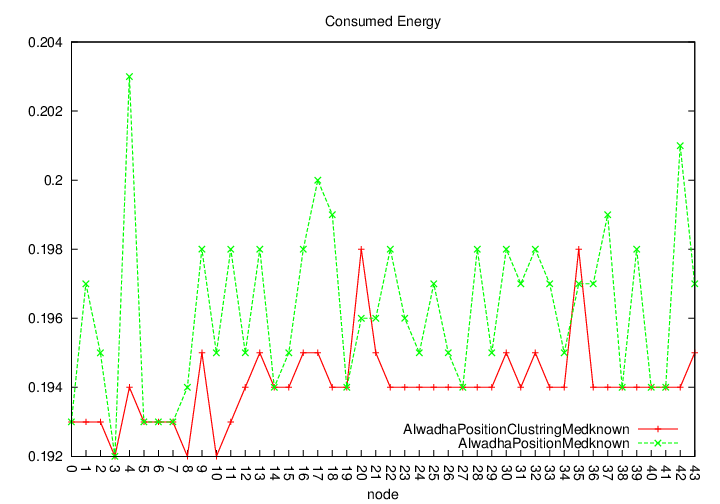 Consumed Energy
0.204
0.202
0.2
0.198
0.196
0.194
0.192
AlwadhaPositionClustringMedknown
AlwadhaPositionMedknown
0 1 2 3 4 5 6 7 8 9 10 11 12 13 14 15 16 17 18 19 20 21 22 23 24 25 26 27 28 29 30 31 32 33 34 35 36 37 38 39 40 41 42 43
node